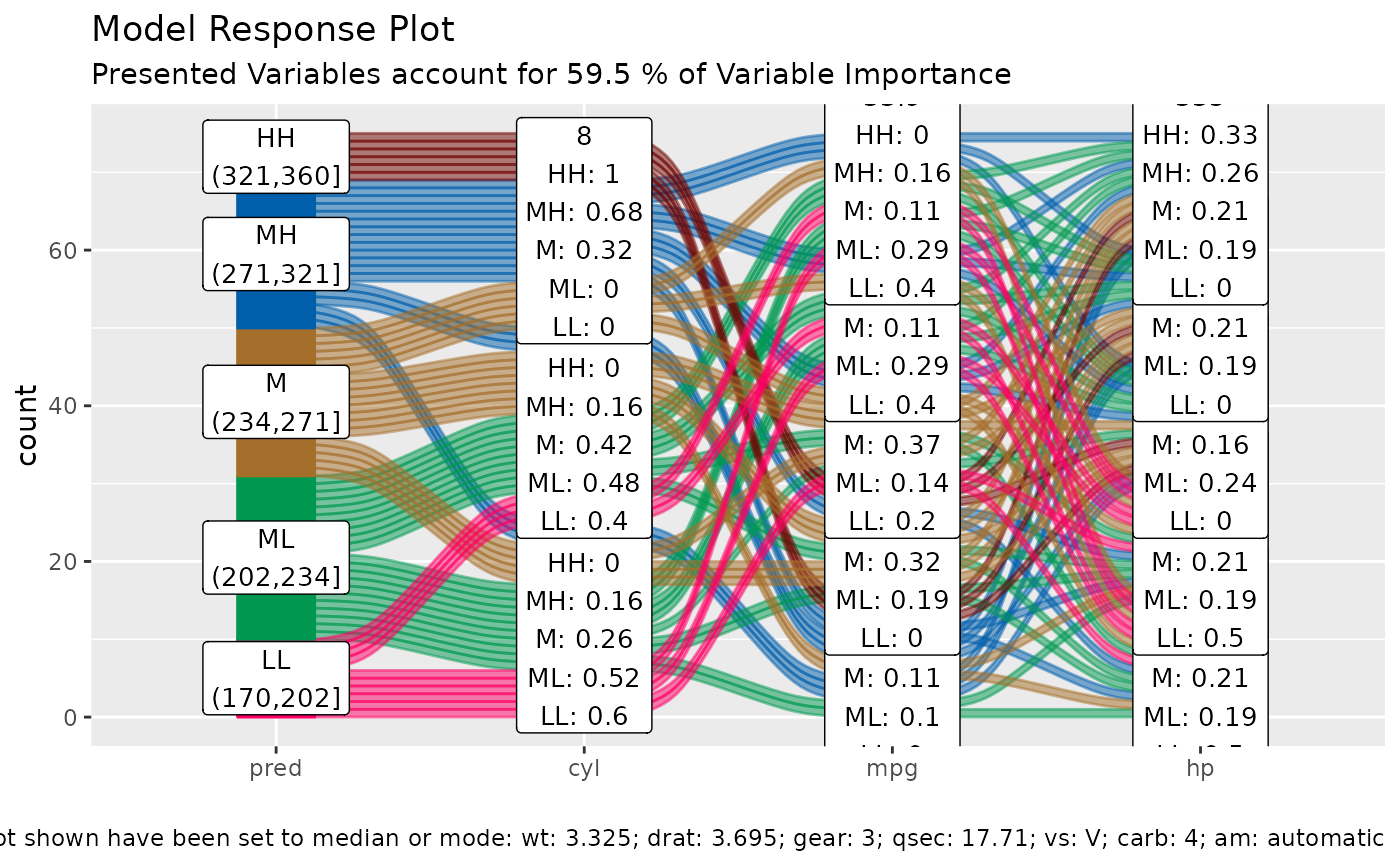 Model Response Plot
Presented Variables account for 59.5 % of Variable Importance
count
60
40
20
0
HH
(321,360]
MH
(271,321]
M
(234,271]
ML
(202,234]
LL
(170,202]
8
HH: 1
MH: 0.68
M: 0.32
ML: 0
LL: 0
HH: 0
MH: 0.16
M: 0.42
ML: 0.48
LL: 0.4
HH: 0
MH: 0.16
M: 0.26
ML: 0.52
LL: 0.6
HH: 0
MH: 0.16
M: 0.11
ML: 0.29
LL: 0.4
M: 0.11
ML: 0.29
LL: 0.4
M: 0.37
ML: 0.14
LL: 0.2
M: 0.32
ML: 0.19
LL: 0
M: 0.11
ML: 0.1
HH: 0.33
MH: 0.26
M: 0.21
ML: 0.19
LL: 0
M: 0.21
ML: 0.19
LL: 0
M: 0.16
ML: 0.24
LL: 0
M: 0.21
ML: 0.19
LL: 0.5
M: 0.21
ML: 0.19
pred
cyl
mpg
hp
ot shown have been set to median or mode: wt: 3.325; drat: 3.695; gear: 3; qsec: 17.71; vs: V; carb: 4; am: automatic